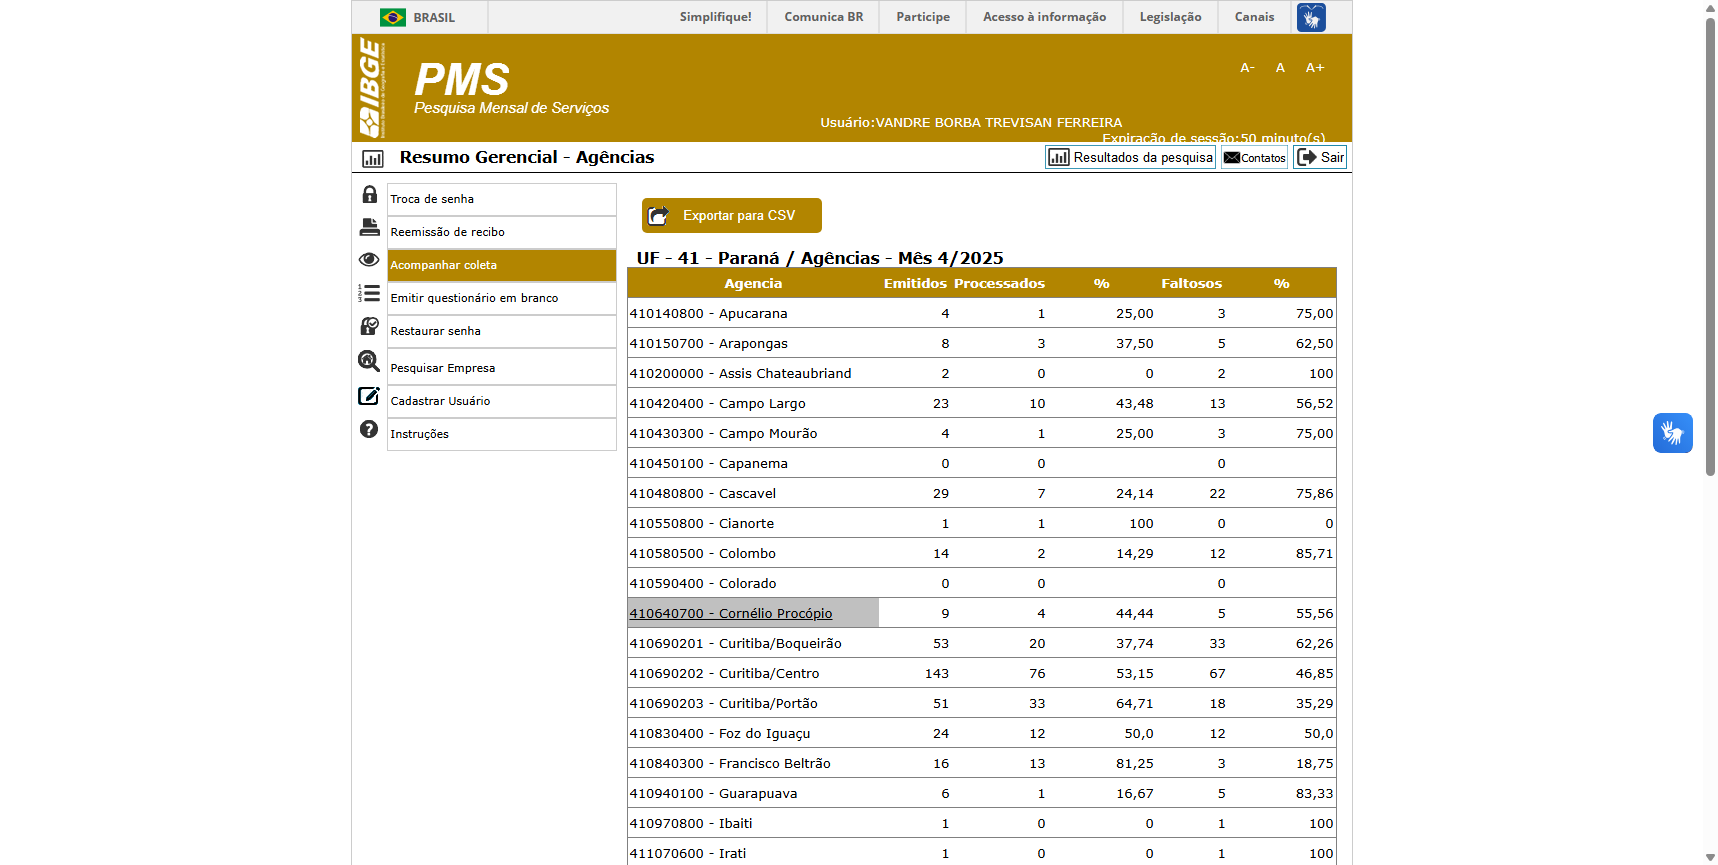 BRASIL
Simplifique!
Comunica BR
Participe
Acesso à informação
Legislação
Canais
IBGE
PMS
Pesquisa Mensal de Serviços
A-
A
A+
Usuário:VANDRE BORBA TREVISAN FERREIRA
Expiração de sessão:50 minuto(s)
Resumo Gerencial - Agências
Resultados da pesquisa
Contatos
Sair
Troca de senha
Reemissão de recibo
Acompanhar coleta
Emitir questionário em branco
Restaurar senha
Pesquisar Empresa
Cadastrar Usuário
Instruções
Exportar para CSV
UF - 41 - Paraná / Agências - Mês 4/2025
Agencia Emitidos Processados % Faltosos %
410140800 - Apucarana 4 1 25,00 3 75,00
410150700 - Arapongas 8 3 37,50 5 62,50
410200000 - Assis Chateaubriand 2 0 0 2 100
410420400 - Campo Largo 23 10 43,48 13 56,52
410430300 - Campo Mourão 4 1 25,00 3 75,00
410450100 - Capanema 0 0 0
410480800 - Cascavel 29 7 24,14 22 75,86
410550800 - Cianorte 1 1 100 0 0
410580500 - Colombo 14 2 14,29 12 85,71
410590400 - Colorado 0 0 0
410640700 - Cornélio Procópio 9 4 44,44 5 55,56
410690201 - Curitiba/Boqueirão 53 20 37,74 33 62,26
410690202 - Curitiba/Centro 143 76 53,15 67 46,85
410690203 - Curitiba/Portão 51 33 64,71 18 35,29
410830400 - Foz do Iguaçu 24 12 50,0 12 50,0
410840300 - Francisco Beltrão 16 13 81,25 3 18,75
410940100 - Guarapuava 6 1 16,67 5 83,33
410970800 - Ibaiti 1 0 0 1 100
411070600 - Irati 1 0 0 1 100